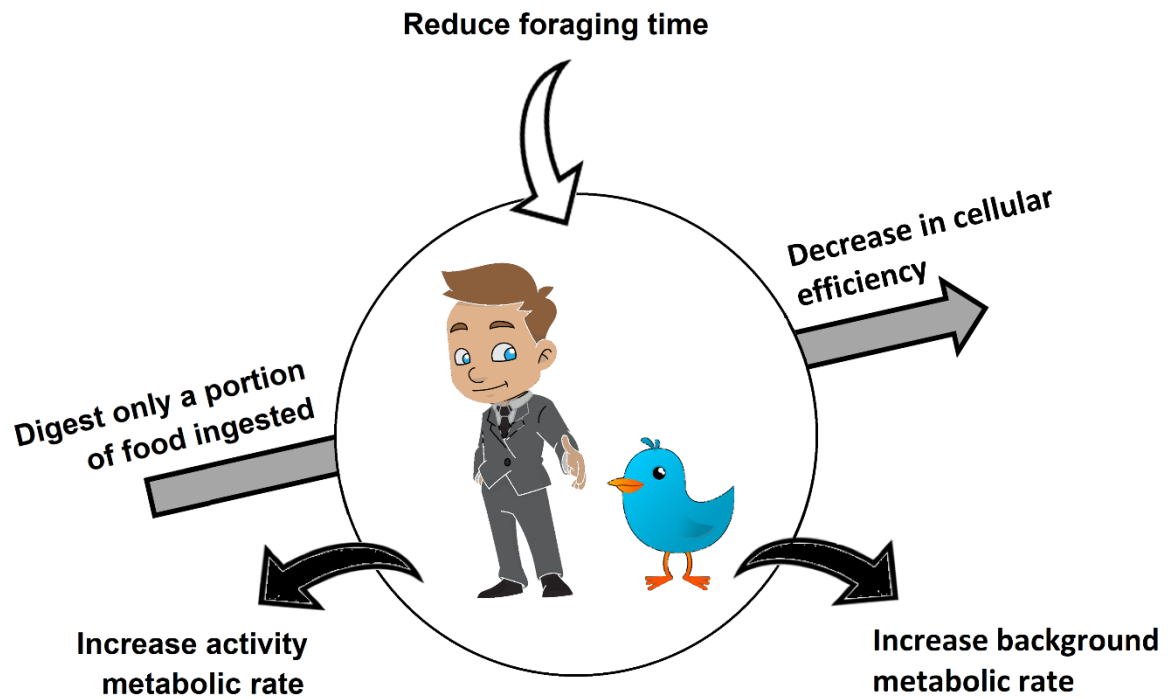 Reduce foraging time
Decrease in cellular
efficiency
Digest only a portion
of food ingested
Increase activity
metabolic rate
Increase background
metabolic rate